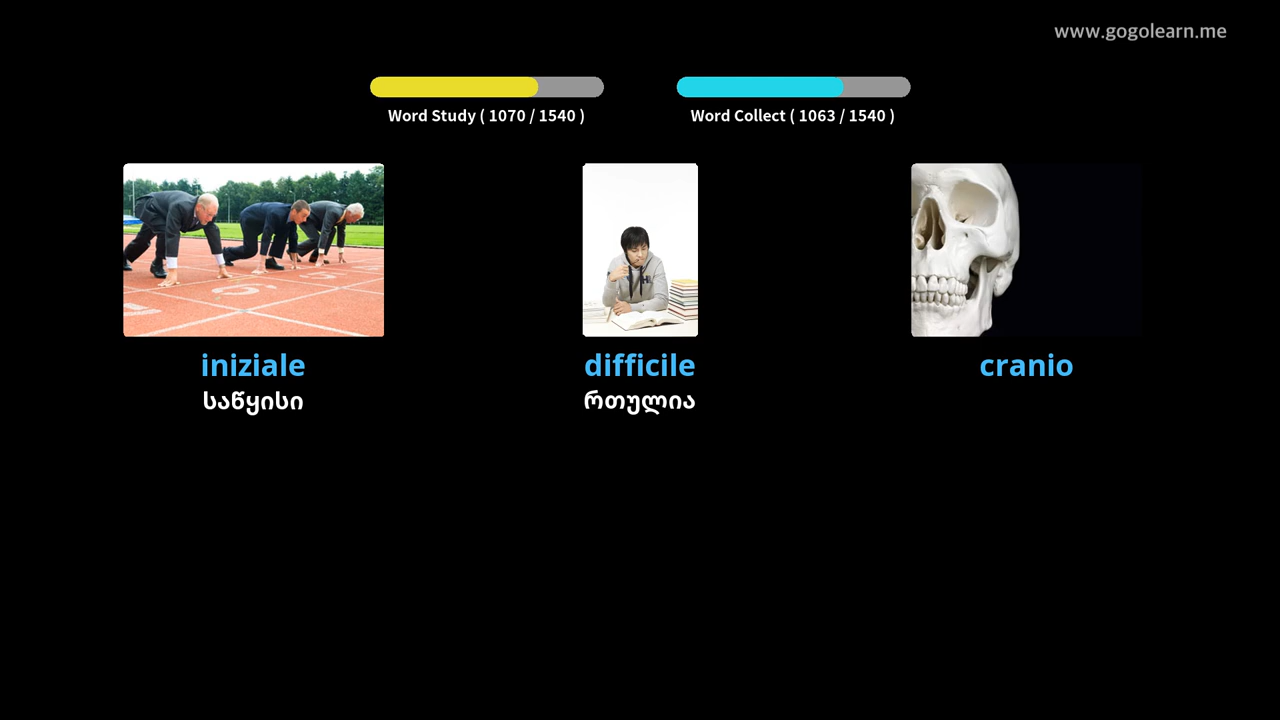 www.gogolearn.me
Word Study ( 1070 / 1540 )
Word Collect ( 1063 / 1540 )
iniziale
difficile
cranio
საწყისი
რთულია